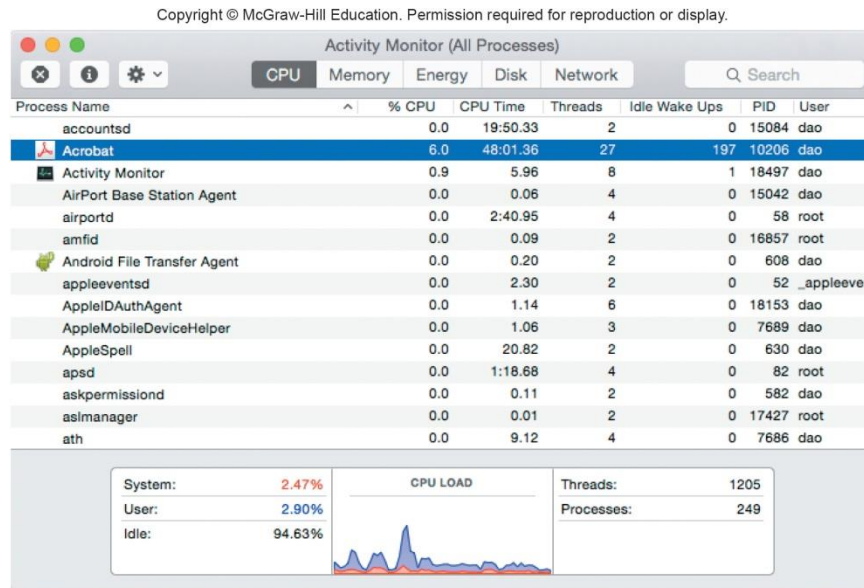 Copyright © McGraw-Hill Education. Permission required for reproduction or display.
Activity Monitor (All Processes)
CPU Memory Energy Disk Network Search
Process Name % CPU CPU Time Threads Idle Wake Ups PID User
accountsd 0.0 19:50.33 2 0 15084 dao
Acrobat 6.0 48:01.36 27 197 10206 dao
Activity Monitor 0.9 5.96 8 1 18497 dao
AirPort Base Station Agent 0.0 0.06 4 0 15042 dao
airportd 0.0 2:40.95 4 0 58 root
amfid 0.0 0.09 2 0 16857 root
Android File Transfer Agent 0.0 0.20 2 0 608 dao
appleeventsd 0.0 2.30 2 0 52 _appleeve
AppleIDAuthAgent 0.0 1.14 6 0 18153 dao
AppleMobileDeviceHelper 0.0 1.06 3 0 7689 dao
AppleSpell 0.0 20.82 2 0 630 dao
apsd 0.0 1:18.68 4 0 82 root
askpermissiond 0.0 0.11 2 0 582 dao
aslmanager 0.0 0.01 2 0 17427 root
ath 0.0 9.12 4 0 7686 dao
System: 2.47% CPU LOAD Threads: 1205
User: 2.90% Processes: 249
Idle: 94.63%